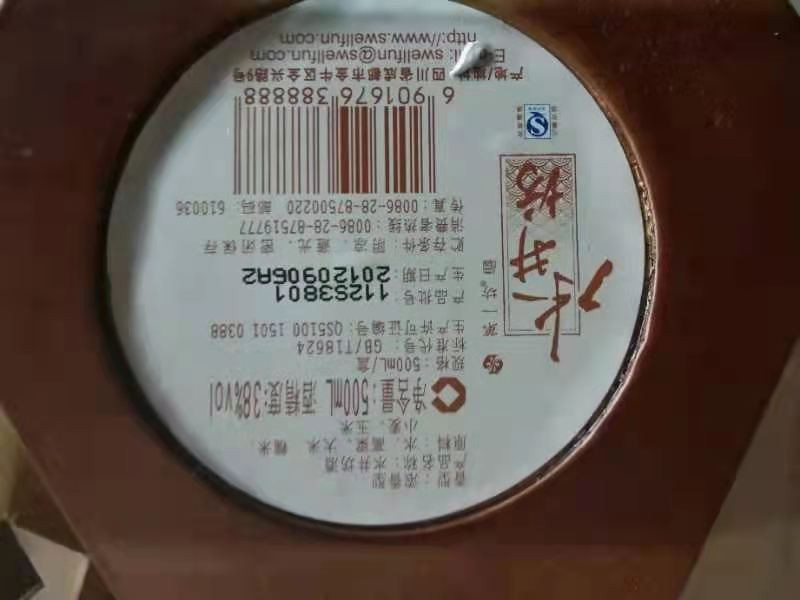 水井坊
第一坊
香型：浓香型
产品名称：水井坊酒
原料：水、高粱、大米、糯米、
小麦、玉米
净含量：500mL 酒精度：38%vol
规格：500mL/盒
标准代号：GB/T18624
生产许可证编号：QS5100 1501 0388
产品批号：112S3801
生产日期：20120906A2
贮存条件：阴凉、避光、密闭保存
消费者热线：0086-28-87519777
传真：0086-28-87500220 邮码：610036
6 901676 388888
产地/地址：四川省成都市金牛区全兴路9号
E-mail: swellfun@swellfun.com
http://www.swellfun.com